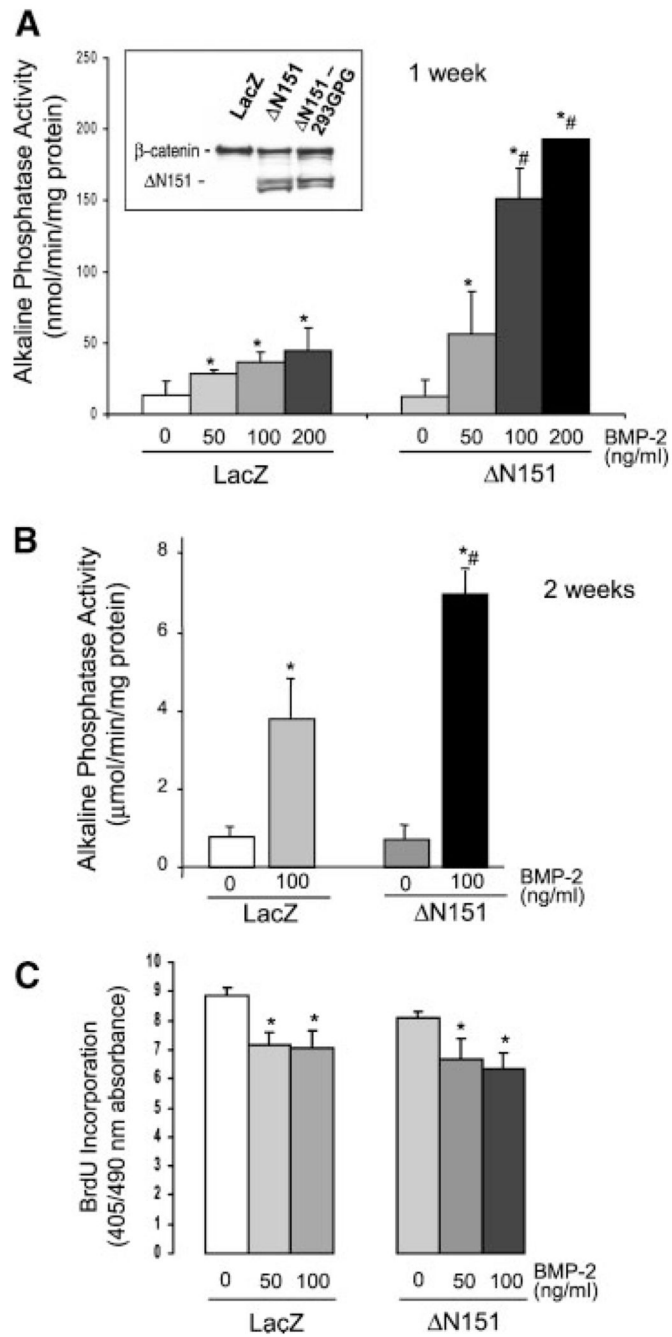 A
Alkaline Phosphatase Activity
(nmol/min/mg protein)
250
200
150
100
50
0
LacZ
ΔN151
ΔN151 –
293GPG
β-catenin -
ΔN151 –
1 week
*
*
*
*
*#
*#
0 50 100 200 0 50 100 200 BMP-2
(ng/ml)
LacZ ΔN151
B
Alkaline Phosphatase Activity
(μmol/min/mg protein)
8
6
4
2
0
2 weeks
*
*#
0 100 0 100 BMP-2
(ng/ml)
LacZ ΔN151
C
BrdU Incorporation
(405/490 nm absorbance)
10
9
8
7
6
5
4
3
2
1
0
* *
* *
0 50 100 0 50 100 BMP-2
(ng/ml)
LacZ ΔN151